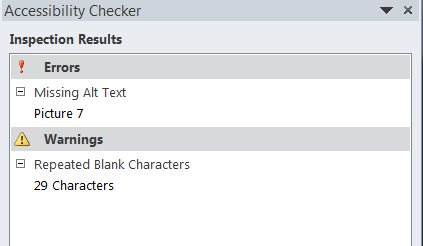 Accessibility Checker
Inspection Results
Errors
Missing Alt Text
Picture 7
Warnings
Repeated Blank Characters
29 Characters